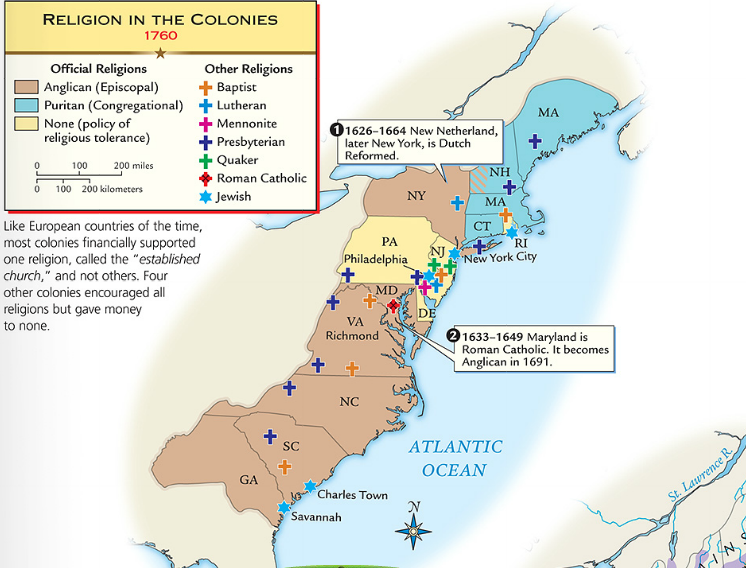 RELIGION IN THE COLONIES
1760
Official Religions
Anglican (Episcopal)
Puritan (Congregational)
None (policy of
religious tolerance)
0 100 200 miles
0 100 200 kilometers
Other Religions
Baptist
Lutheran
Mennonite
Presbyterian
Quaker
Roman Catholic
Jewish
Like European countries of the time,
most colonies financially supported
one religion, called the "established
church," and not others. Four
other colonies encouraged all
religions but gave money
to none.
1 1626–1664 New Netherland,
later New York, is Dutch
Reformed.
MA
NH
NY
MA
CT
RI
PA
NJ
New York City
Philadelphia
MD
DE
VA
Richmond
2 1633–1649 Maryland is
Roman Catholic. It becomes
Anglican in 1691.
NC
SC
GA
ATLANTIC
OCEAN
Charles Town
Savannah
N
St. Lawrence R.
A I N S